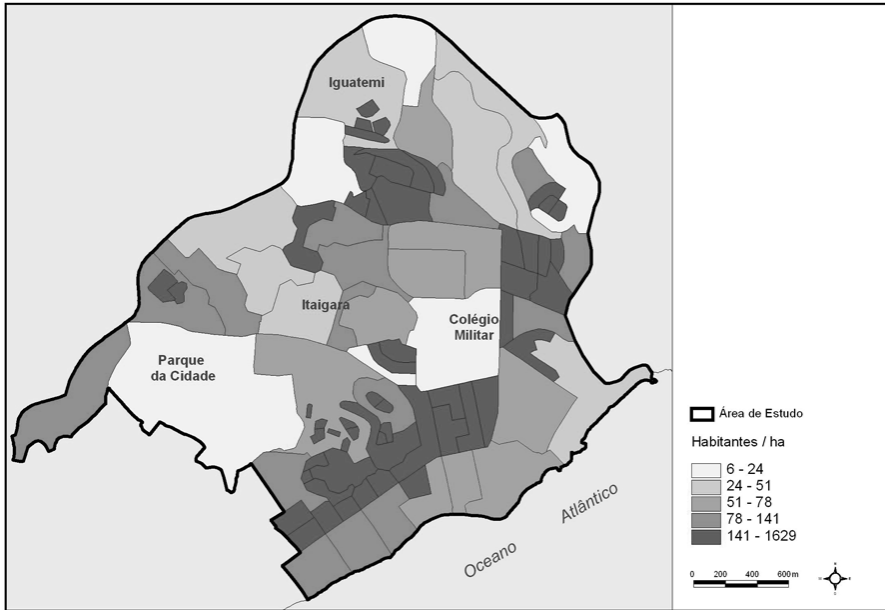 Iguatemi
Itaigara
Colégio
Militar
Parque
da Cidade
Oceano Atlântico
Área de Estudo
Habitantes / ha
6 - 24
24 - 51
51 - 78
78 - 141
141 - 1629
0 200 400 600 m